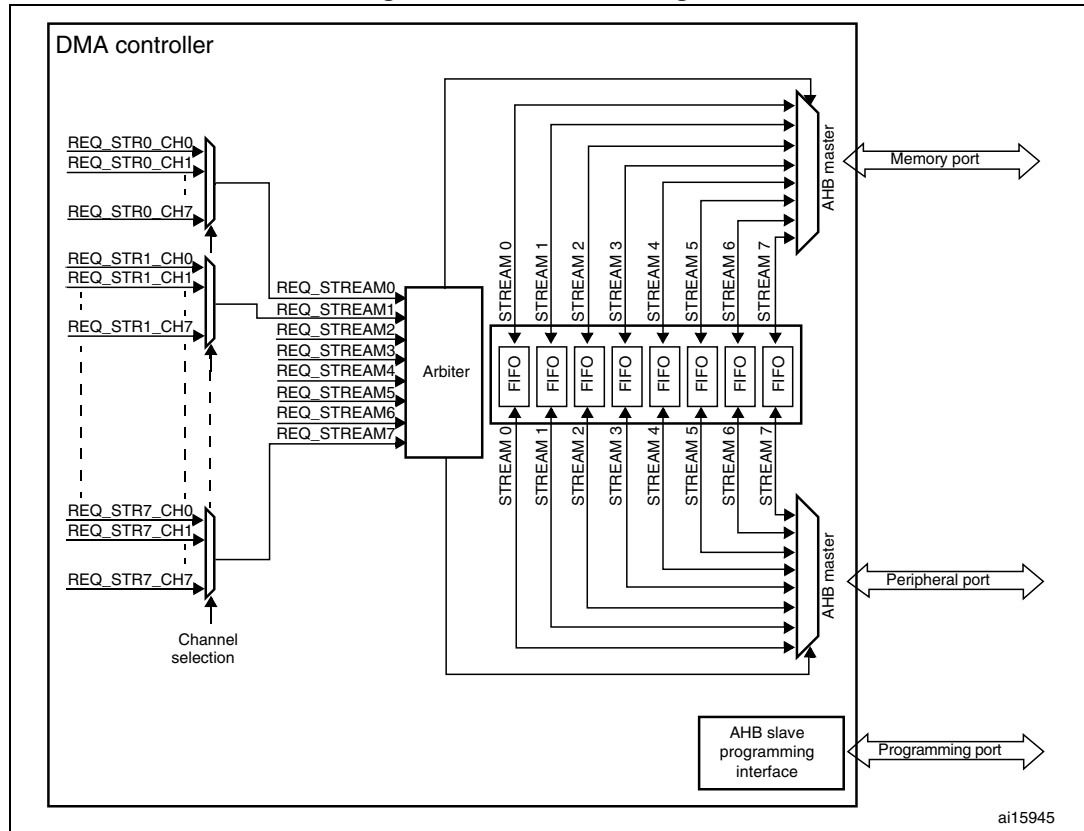 DMA controller
REQ_STR0_CH0
REQ_STR0_CH1
REQ_STR0_CH7
REQ_STR1_CH0
REQ_STR1_CH1
REQ_STR1_CH7
REQ_STR7_CH0
REQ_STR7_CH1
REQ_STR7_CH7
Channel
selection
REQ_STREAM0
REQ_STREAM1
REQ_STREAM2
REQ_STREAM3
REQ_STREAM4
REQ_STREAM5
REQ_STREAM6
REQ_STREAM7
Arbiter
STREAM 0
STREAM 1
STREAM 2
STREAM 3
STREAM 4
STREAM 5
STREAM 6
STREAM 7
FIFO
FIFO
FIFO
FIFO
FIFO
FIFO
FIFO
FIFO
STREAM 0
STREAM 1
STREAM 2
STREAM 3
STREAM 4
STREAM 5
STREAM 6
STREAM 7
AHB master
Memory port
AHB master
Peripheral port
AHB slave
programming
interface
Programming port
ai15945